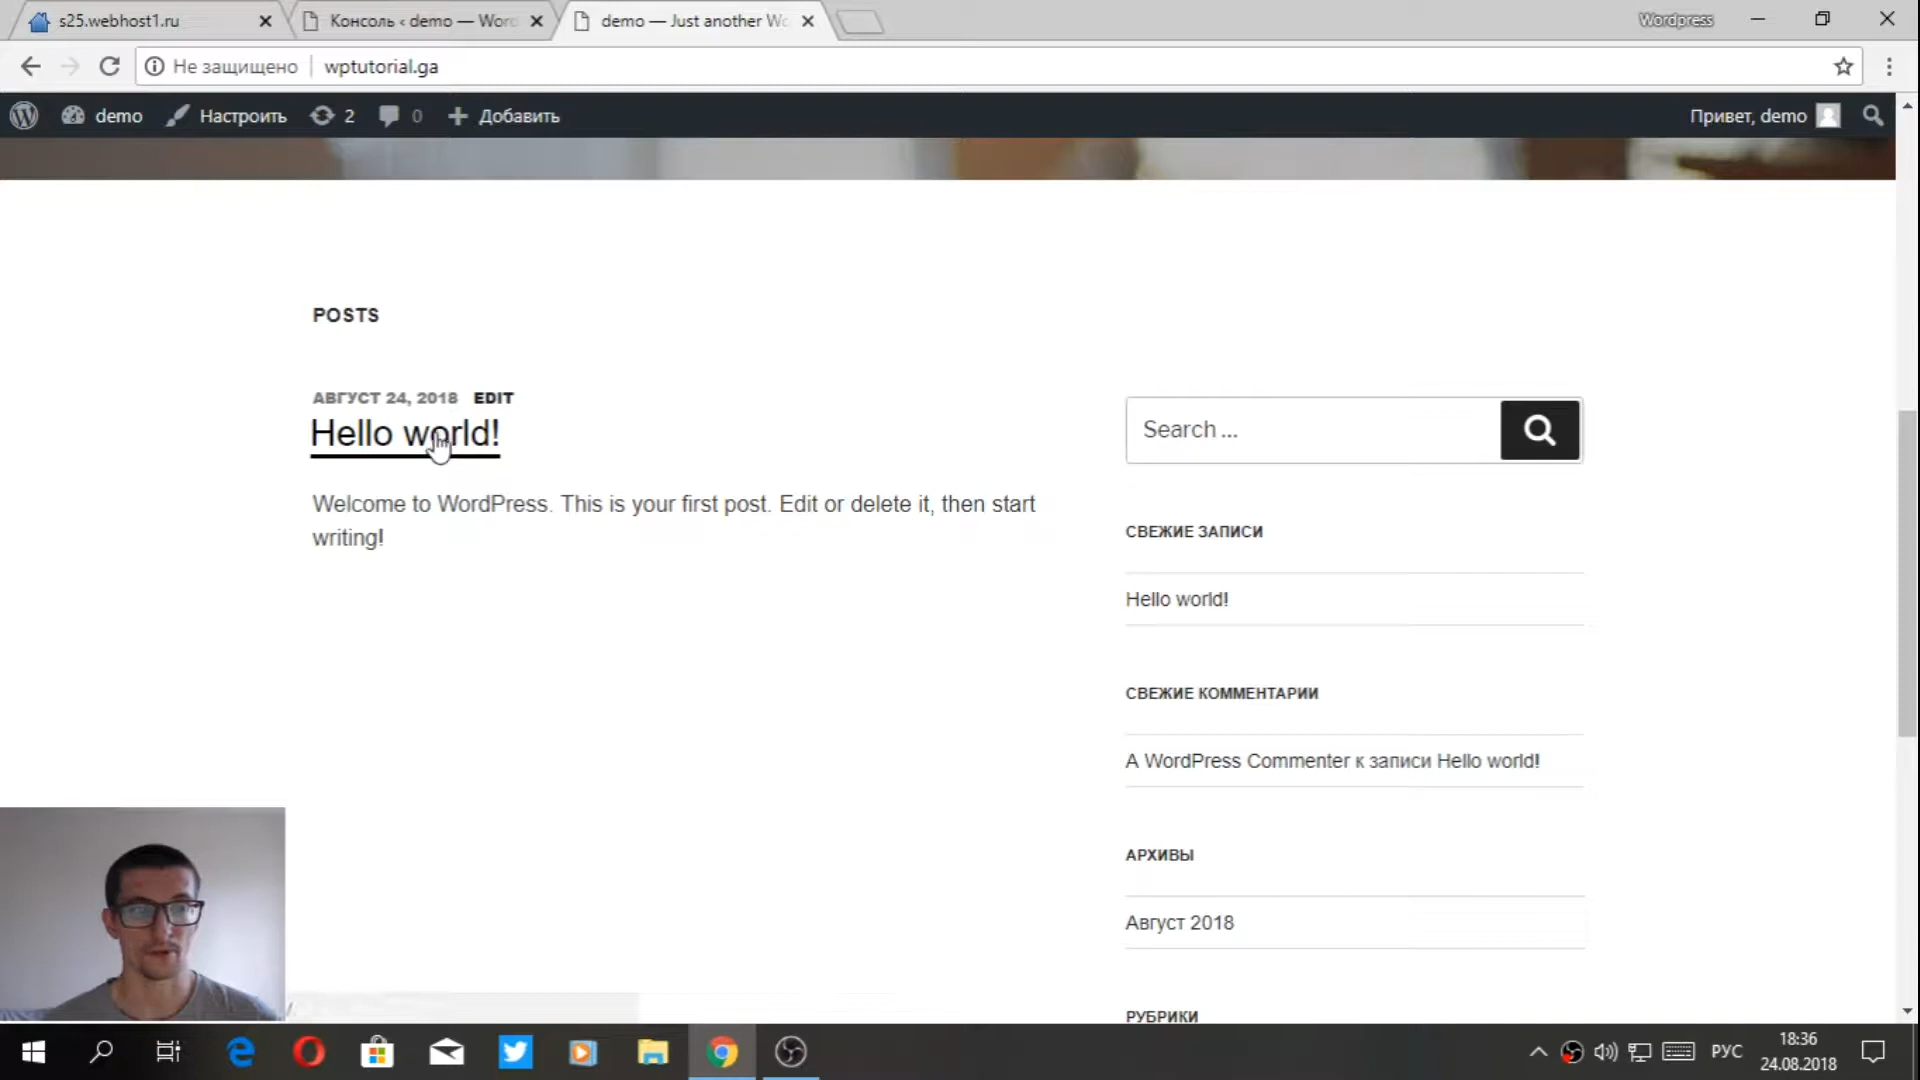 s25.webhost1.ru
Консоль ‹ demo — Word
demo — Just another Wo
Wordpress
Не защищено
wptutorial.ga
demo
Настроить
2
0
Добавить
Привет, demo
POSTS
АВГУСТ 24, 2018 EDIT
Hello world!
Welcome to WordPress. This is your first post. Edit or delete it, then start
writing!
Search ...
СВЕЖИЕ ЗАПИСИ
Hello world!
СВЕЖИЕ КОММЕНТАРИИ
A WordPress Commenter к записи Hello world!
АРХИВЫ
Август 2018
РУБРИКИ
РУС
18:36
24.08.2018